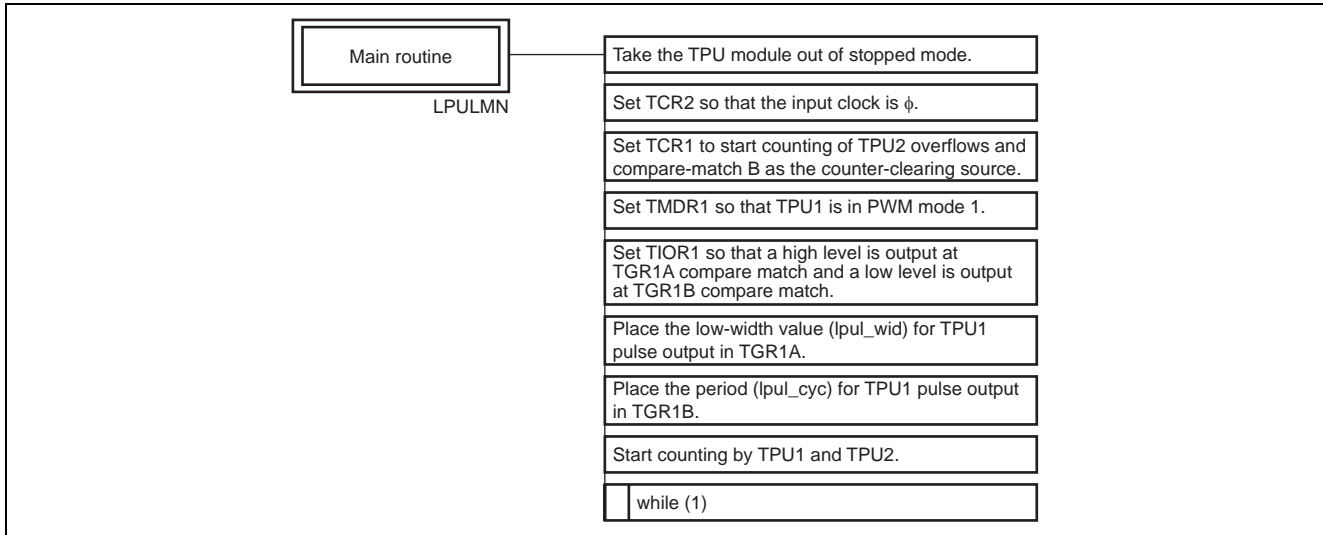 Main routine
LPULMN
Take the TPU module out of stopped mode.
Set TCR2 so that the input clock is ϕ.
Set TCR1 to start counting of TPU2 overflows and
compare-match B as the counter-clearing source.
Set TMDR1 so that TPU1 is in PWM mode 1.
Set TIOR1 so that a high level is output at
TGR1A compare match and a low level is output
at TGR1B compare match.
Place the low-width value (lpul_wid) for TPU1
pulse output in TGR1A.
Place the period (lpul_cyc) for TPU1 pulse output
in TGR1B.
Start counting by TPU1 and TPU2.
while (1)